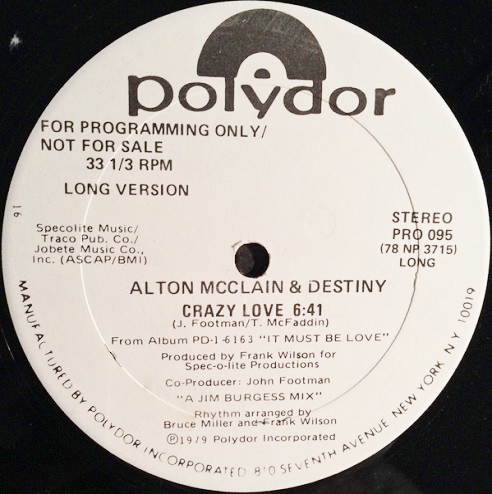 polydor
FOR PROGRAMMING ONLY/
NOT FOR SALE
33 1/3 RPM
LONG VERSION
16
Specolite Music/
Traco Pub. Co./
Jobete Music Co.,
Inc. (ASCAP/BMI)
STEREO
PRO 095
(78 NP 3715)
LONG
ALTON MCCLAIN & DESTINY
CRAZY LOVE 6:41
(J. Footman/T. McFaddin)
From Album PD-1-6163 "IT MUST BE LOVE"
Produced by Frank Wilson for
Spec-o-lite Productions
Co-Producer: John Footman
"A JIM BURGESS MIX"
Rhythm arranged by
Bruce Miller and Frank Wilson
Ⓟ©1979 Polydor Incorporated
MANUFACTURED BY POLYDOR INCORPORATED 810 SEVENTH AVENUE NEW YORK N Y 10019